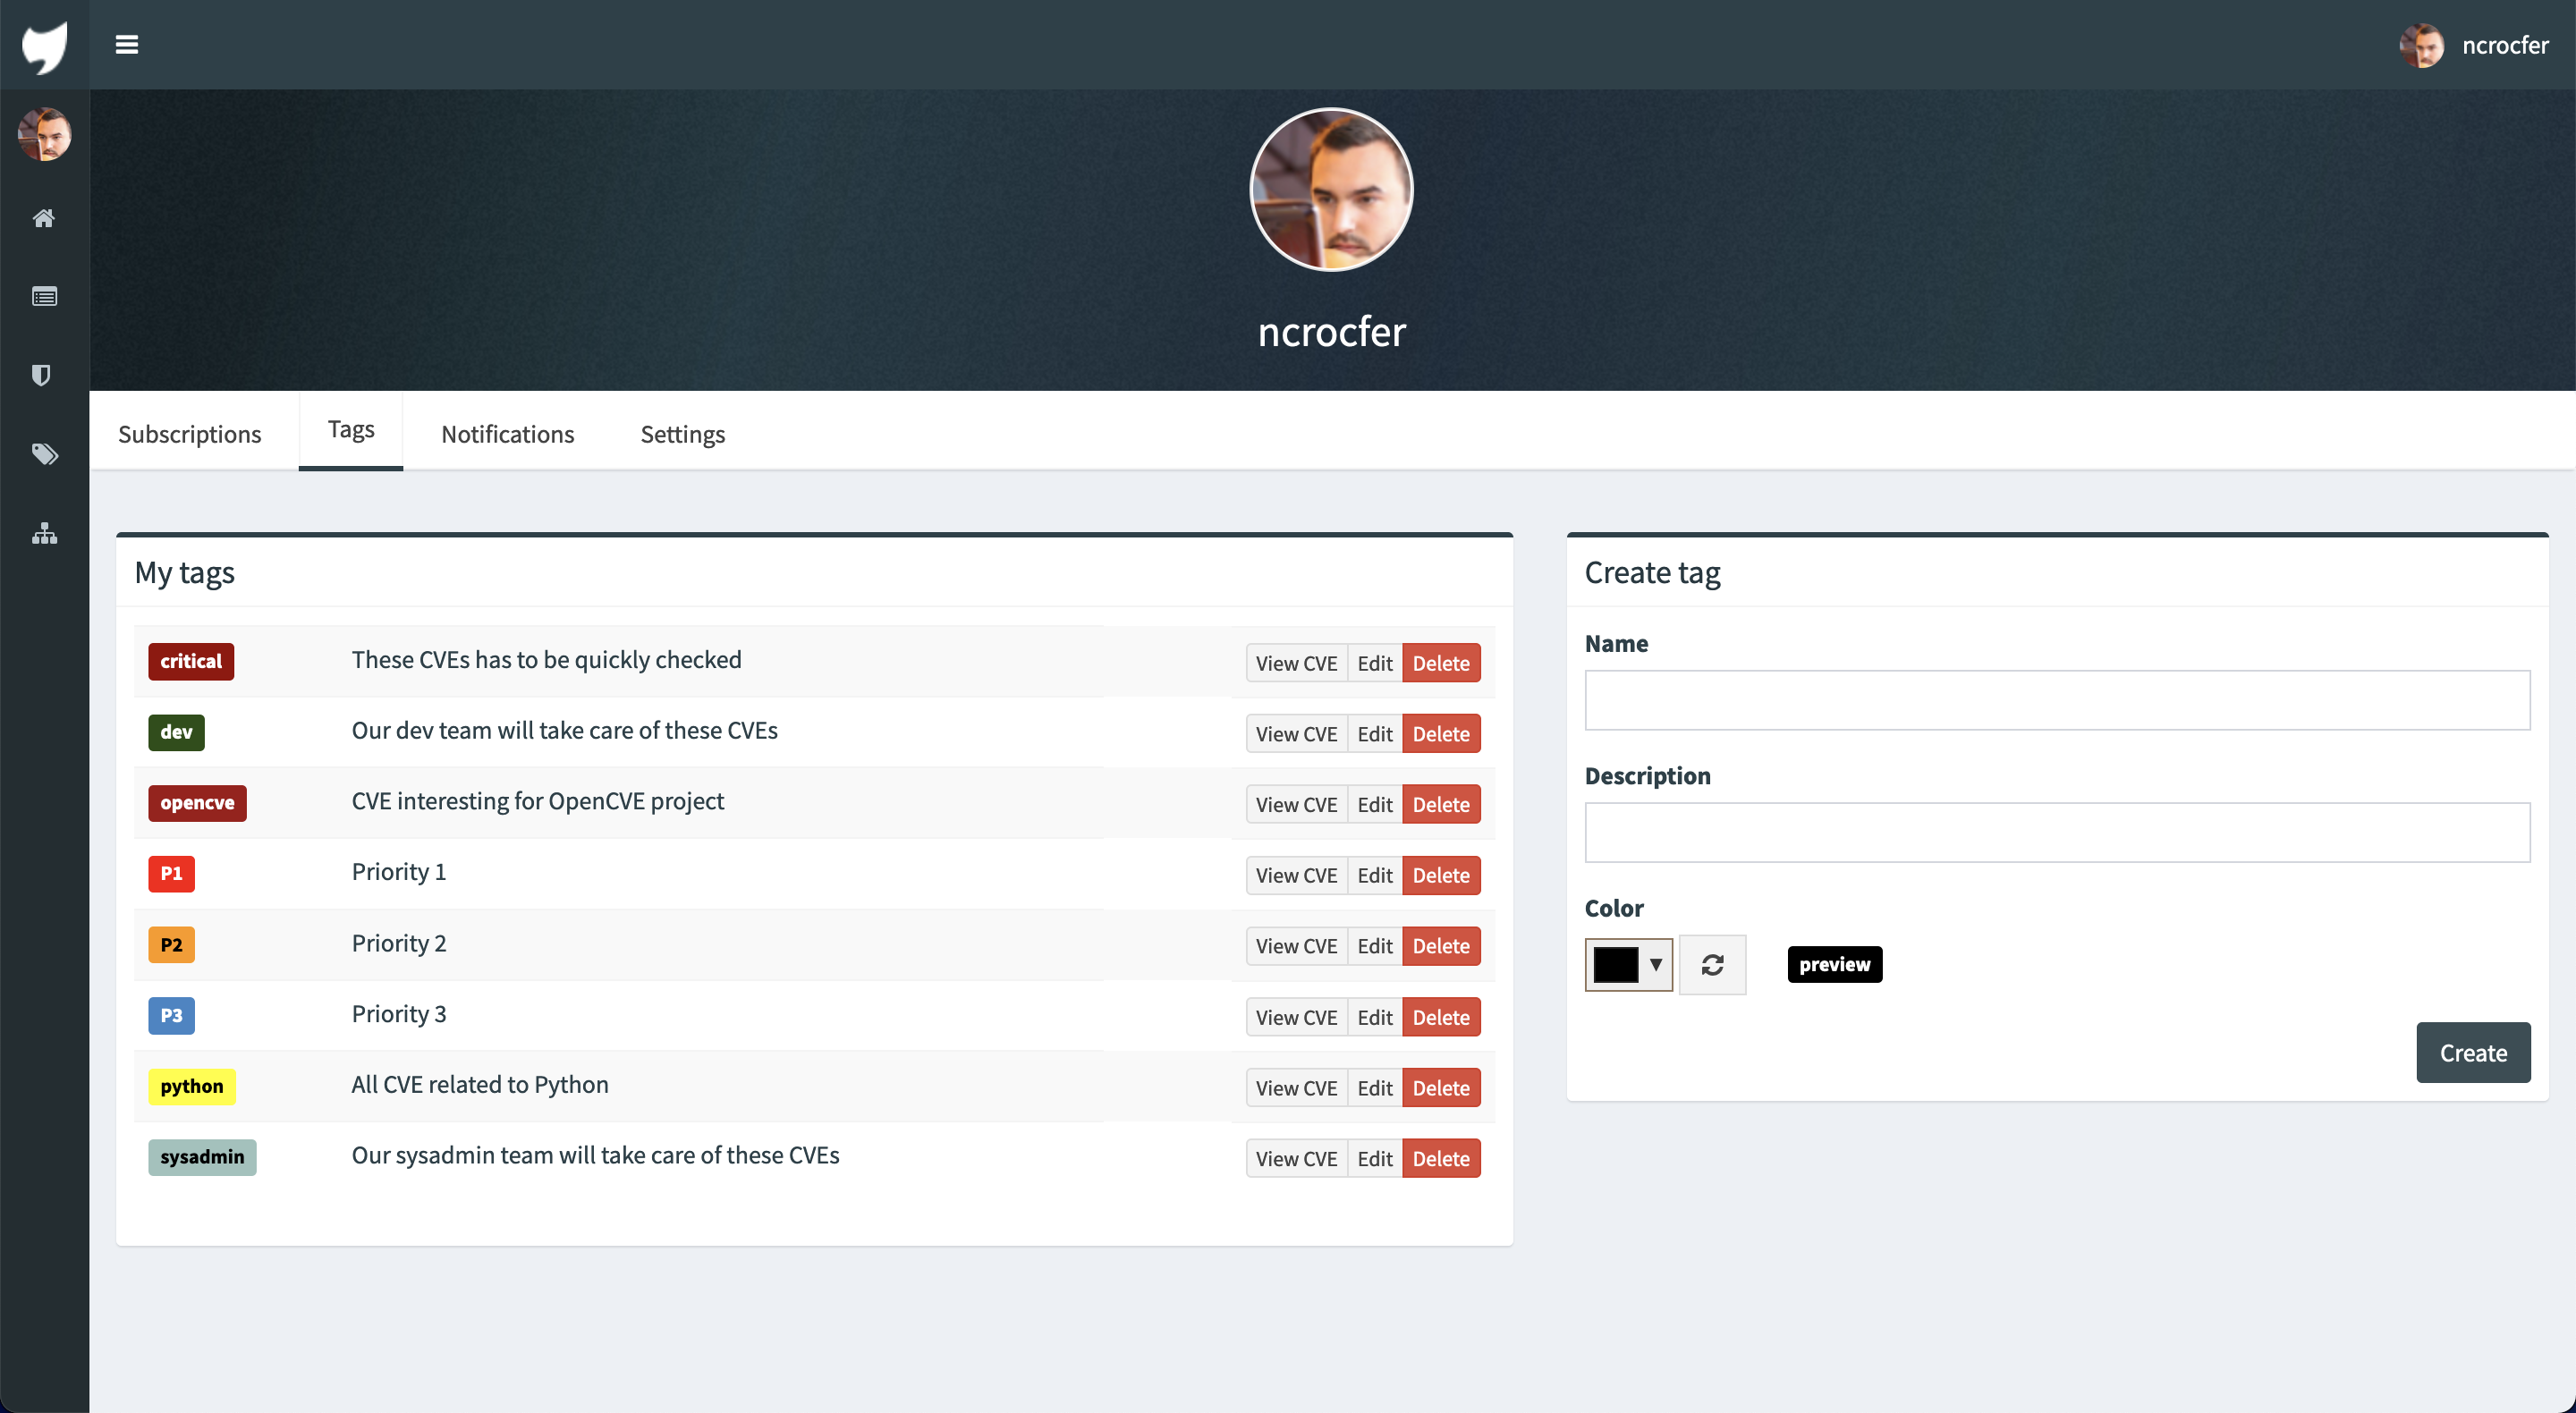 ncrocfer
ncrocfer
Subscriptions Tags Notifications Settings
My tags
critical These CVEs has to be quickly checked View CVE Edit Delete
dev Our dev team will take care of these CVEs View CVE Edit Delete
opencve CVE interesting for OpenCVE project View CVE Edit Delete
P1 Priority 1 View CVE Edit Delete
P2 Priority 2 View CVE Edit Delete
P3 Priority 3 View CVE Edit Delete
python All CVE related to Python View CVE Edit Delete
sysadmin Our sysadmin team will take care of these CVEs View CVE Edit Delete
Create tag
Name
Description
Color
preview
Create